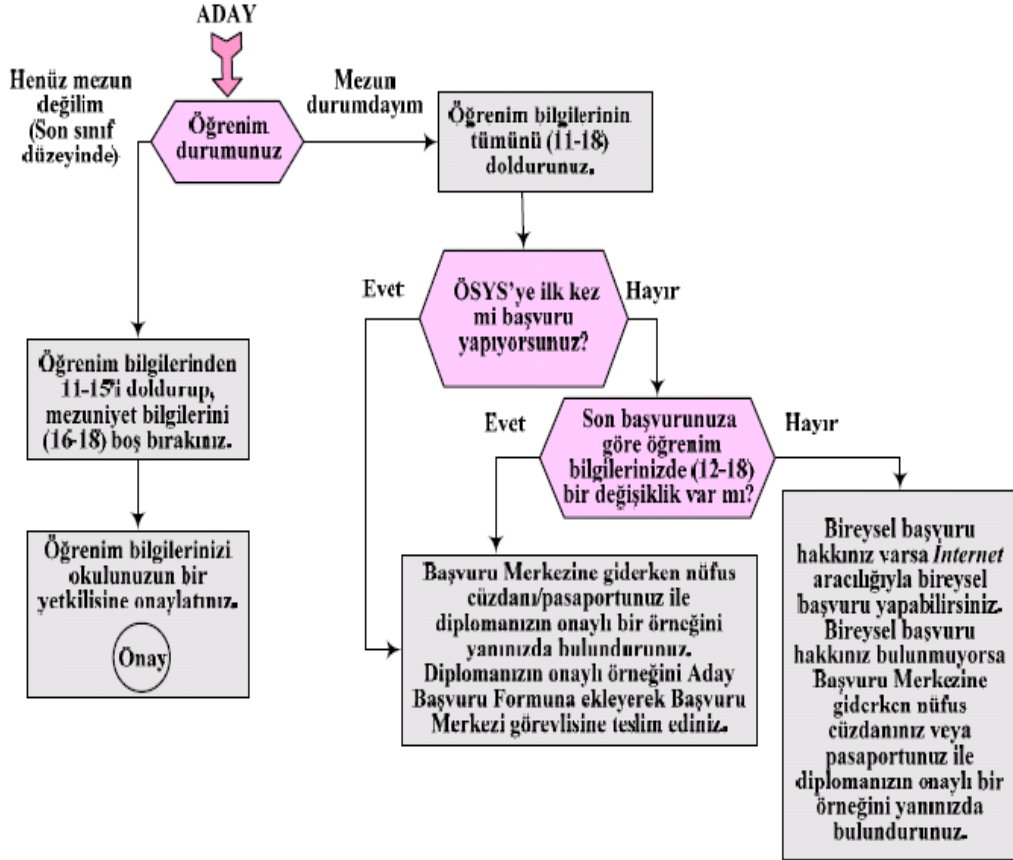 ADAY
Henüz mezun
değilim
(Son sınıf
düzeyinde)
Öğrenim
durumunuz
Mezun
durumdayım
Öğrenim bilgilerinin
tümünü (11-18)
doldurunuz.
Evet
ÖSYS'ye ilk kez
mi başvuru
yapıyorsunuz?
Hayır
Öğrenim bilgilerinden
11-15'i doldurup,
mezuniyet bilgilerini
(16-18) boş bırakınız.
Evet
Son başvurunuza
göre öğrenim
bilgilerinizde (12-18)
bir değişiklik var mı?
Hayır
Öğrenim bilgilerinizi
okulunuzun bir
yetkilisine onaylatınız.
Onay
Başvuru Merkezine giderken nüfus
cüzdanı/pasaportunuz ile
diplomanızın onaylı bir örneğini
yanınızda bulundurunuz.
Diplomanızın onaylı örneğini Aday
Başvuru Formuna ekleyerek Başvuru
Merkezi görevlisine teslim ediniz.
Bireysel başvuru
hakkınız varsa Internet
aracılığıyla bireysel
başvuru yapabilirsiniz.
Bireysel başvuru
hakkınız bulunmuyorsa
Başvuru Merkezine
giderken nüfus
cüzdanınız veya
pasaportunuz ile
diplomanızın onaylı bir
örneğini yanınızda
bulundurunuz.